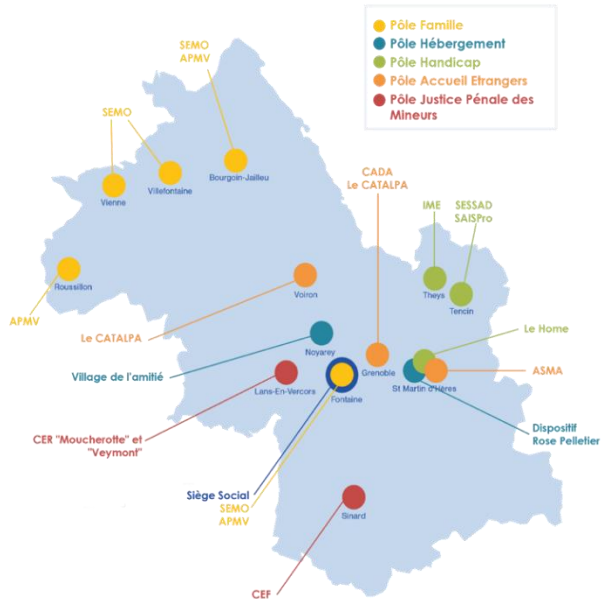 Pôle Famille
Pôle Hébergement
Pôle Handicap
Pôle Accueil Etrangers
Pôle Justice Pénale des
Mineurs
SEMO
APMV
SEMO
Bourgoin-Jailleu
Villefontaine
Vienne
CADA
Le CATALPA
IME
SESSAD
SAISPro
Roussillon
Voiron
Theys
Tencin
APMV
Le CATALPA
Le Home
Noyarey
Village de l'amitié
Grenoble
ASMA
Lans-En-Vercors
St Martin d'Hères
Fontaine
Dispositif
Rose Pelletier
CER "Moucherotte" et
"Veymont"
Siège Social
SEMO
APMV
Sinard
CEF